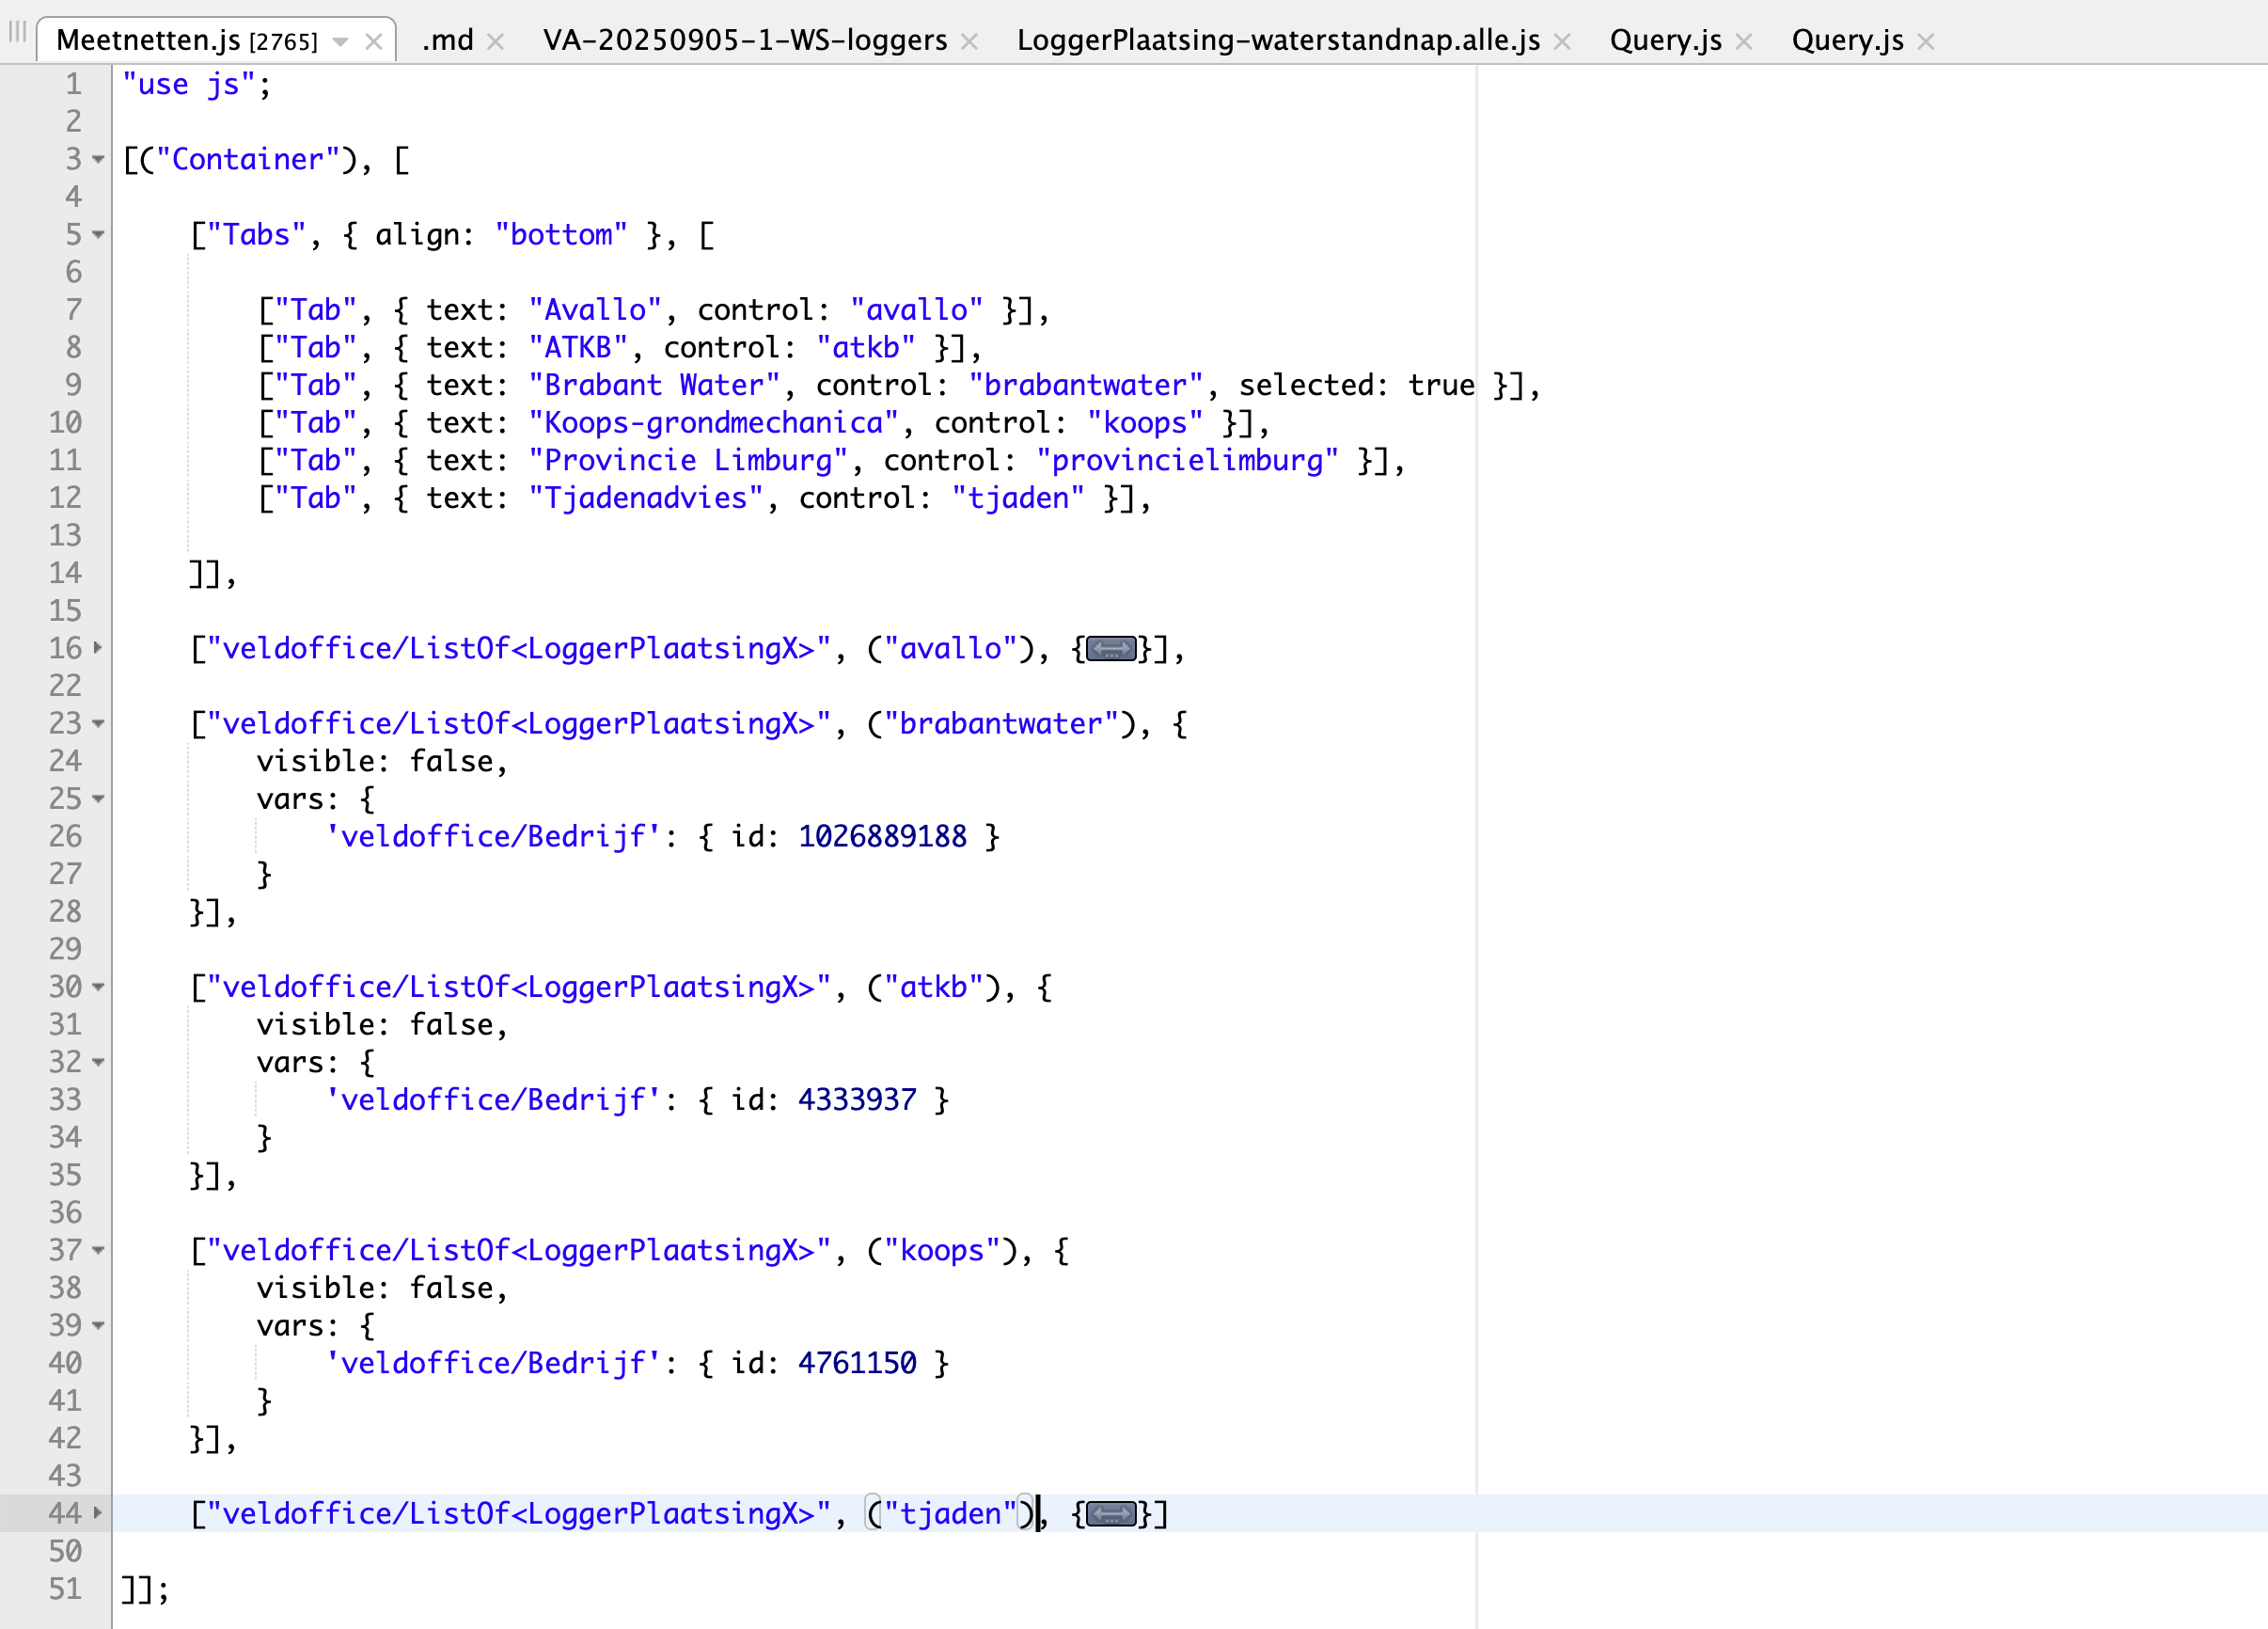 Meetnetten.js [2765] .md VA-20250905-1-WS-loggers LoggerPlaatsing-waterstandnap.alle.js Query.js Query.js
1 "use js";
2
3 [("Container"), [
4
5 ["Tabs", { align: "bottom" }, [
6
7 ["Tab", { text: "Avallo", control: "avallo" }],
8 ["Tab", { text: "ATKB", control: "atkb" }],
9 ["Tab", { text: "Brabant Water", control: "brabantwater", selected: true }],
10 ["Tab", { text: "Koops-grondmechanica", control: "koops" }],
11 ["Tab", { text: "Provincie Limburg", control: "provincielimburg" }],
12 ["Tab", { text: "Tjadenadvies", control: "tjaden" }],
13
14 ]],
15
16 ["veldoffice/ListOf<LoggerPlaatsingX>", ("avallo"), {...}],
22
23 ["veldoffice/ListOf<LoggerPlaatsingX>", ("brabantwater"), {
24 visible: false,
25 vars: {
26 'veldoffice/Bedrijf': { id: 1026889188 }
27 }
28 }],
29
30 ["veldoffice/ListOf<LoggerPlaatsingX>", ("atkb"), {
31 visible: false,
32 vars: {
33 'veldoffice/Bedrijf': { id: 4333937 }
34 }
35 }],
36
37 ["veldoffice/ListOf<LoggerPlaatsingX>", ("koops"), {
38 visible: false,
39 vars: {
40 'veldoffice/Bedrijf': { id: 4761150 }
41 }
42 }],
43
44 ["veldoffice/ListOf<LoggerPlaatsingX>", ("tjaden"), {...}]
50
51 ]];